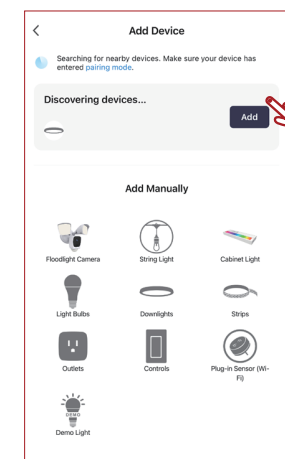 Add Device
Searching for nearby devices. Make sure your device has
entered pairing mode.
Discovering devices...
Add
Add Manually
Floodlight Camera
String Light
Cabinet Light
Light Bulbs
Downlights
Strips
Outlets
Controls
Plug-in Sensor (Wi-
Fi)
DEMO
Demo Light